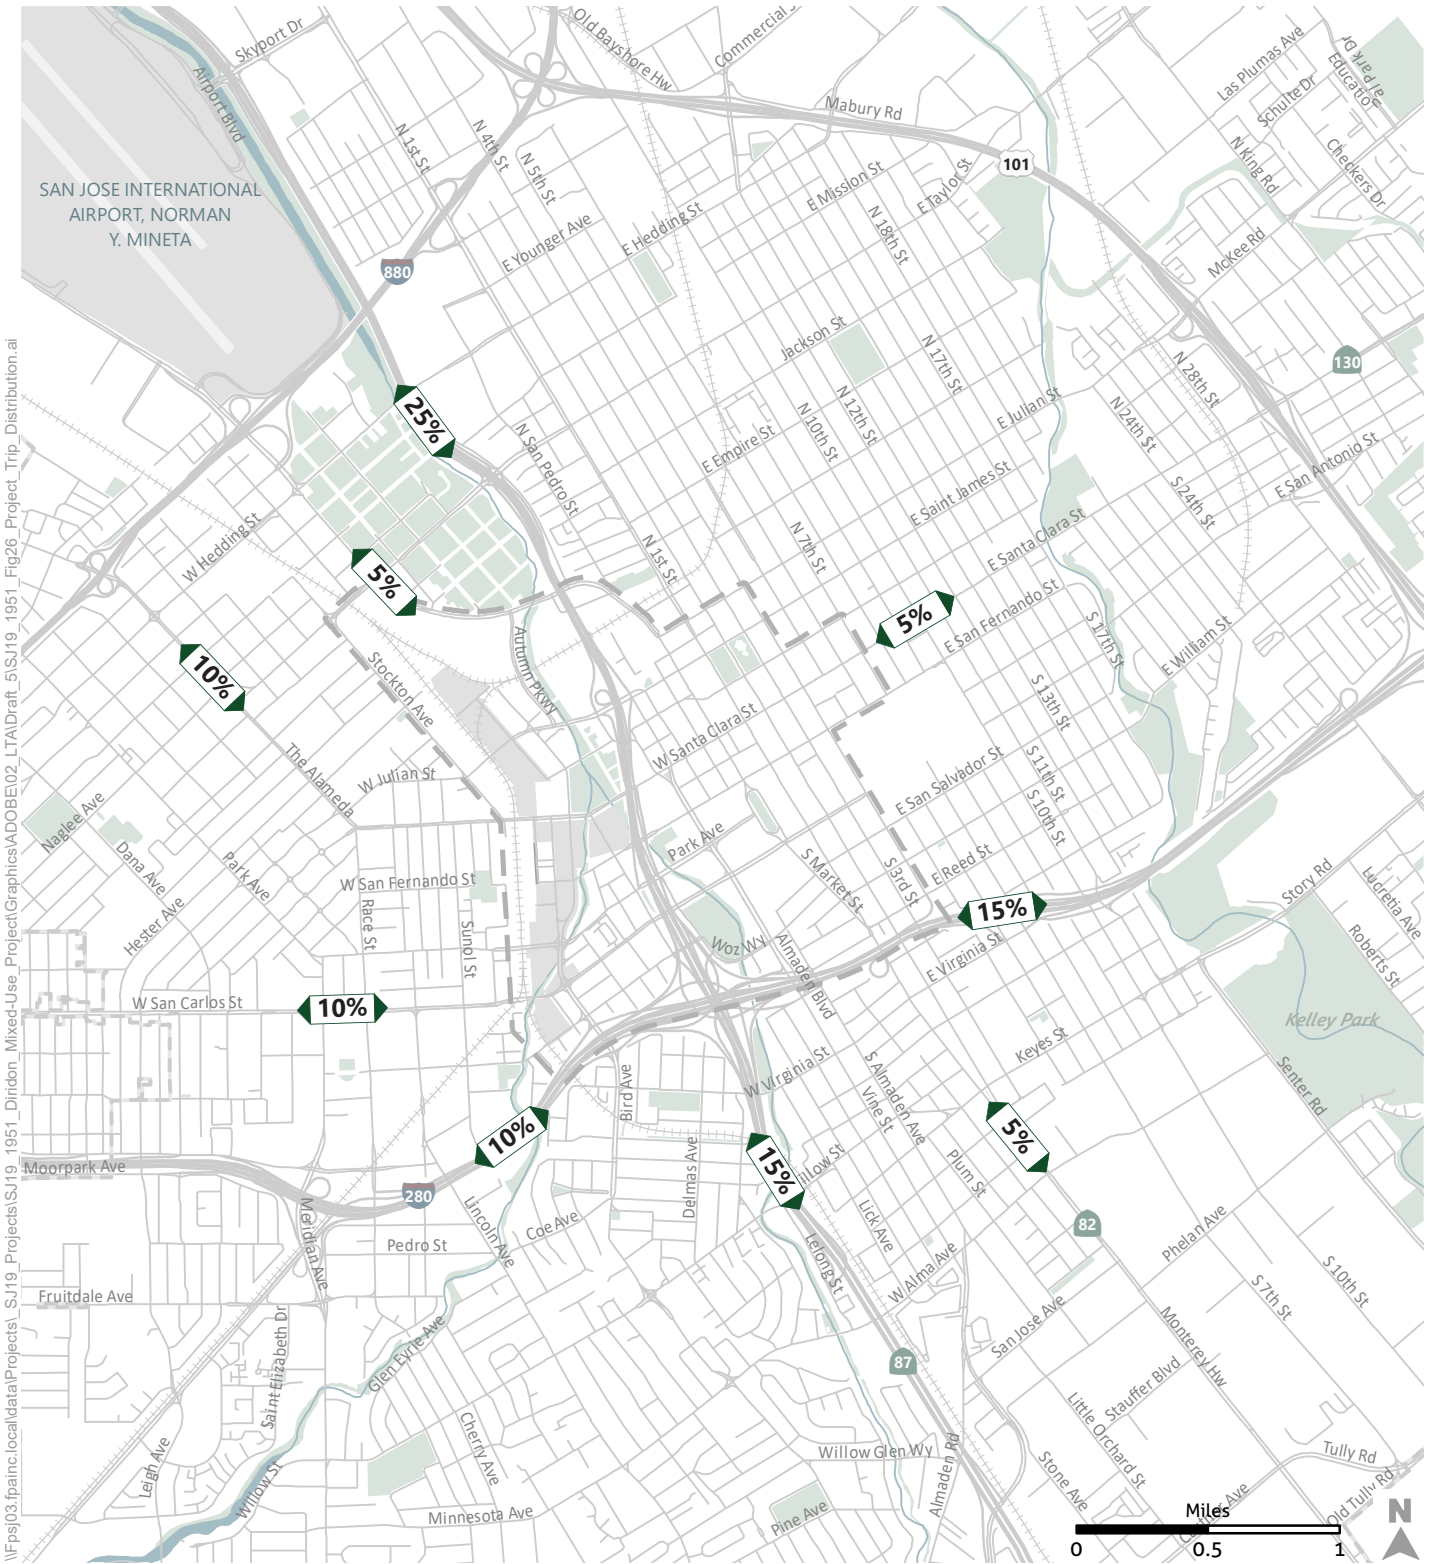 Skyport Dr
Old Bayshore Hw
Commercial S
Las Plumas Ave
Educatio
al Park Dr
Schulte Dr
Airport Blvd
N 1st St
N 4th St
N 5th St
Mabury Rd
101
N King Rd
Checkers Dr
SAN JOSE INTERNATIONAL
AIRPORT, NORMAN
Y. MINETA
E Younger Ave
E Hedding St
E Mission St
E Taylor St
N 18th St
McKee Rd
880
Jackson St
N 17th St
130
N 28th St
25%
N San Pedro St
E Empire St
N 10th St
N 12th St
E Julian St
N 24th St
E San Antonio St
E Saint James St
S 24th St
W Hedding St
N 1st St
N 7th St
E Santa Clara St
5%
5%
E San Fernando St
S 17th St
E William St
10%
Stockton Ave
Autumn Pkwy
S 13th St
W Santa Clara St
The Alameda
W Julian St
E San Salvador St
S 11th St
S 10th St
Naglee Ave
Dana Ave
Park Ave
Park Ave
S Market St
S 3rd St
E Reed St
W San Fernando St
Race St
Sunol St
Hester Ave
15%
Story Rd
Lucretia Ave
Roberts St
Woz Wy
Almaden Blvd
E Virginia St
W San Carlos St
10%
Kelley Park
Keyes St
Senter Rd
Bird Ave
W Virginia St
S Almaden Ave
Vine St
10%
5%
15%
illow St
Moorpark Ave
280
Delmas Ave
Plum St
Meridian Ave
Lincoln Ave
Coe Ave
Lick Ave
82
Phelan Ave
Pedro St
Lelong St
W Alma Ave
S 7th St
S 10th St
Fruitdale Ave
Saint Elizabeth Dr
Glen Eyrie Ave
San Jose Ave
Monterey Hw
87
Stauffer Blvd
Little Orchard St
Cherry Ave
Leigh Ave
Willow St
Willow Glen Wy
Almaden Rd
Stone Ave
Tully Rd
Old Tully Rd
Minnesota Ave
Pine Ave
Ave
Miles
0 0.5 1
N
\\Fpsj03.fpainc.local\data\Projects\_SJ19_Projects\SJ19_1951_Diridon_Mixed-Use_Project\Graphics\ADOBE\02_LTA\Draft_5\SJ19_1951_Fig26_Project_Trip_Distribution.ai